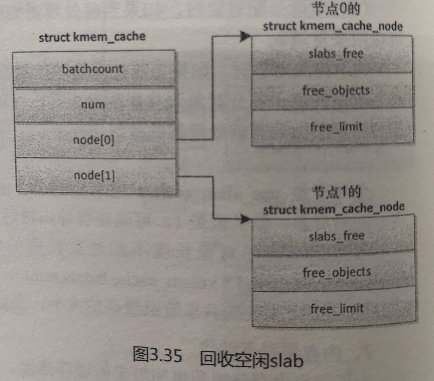 struct kmem_cache
batchcount
num
node[0]
node[1]
节点0的
struct kmem_cache_node
slabs_free
free_objects
free_limit
节点1的
struct kmem_cache_node
slabs_free
free_objects
free_limit
图3.35 回收空闲slab